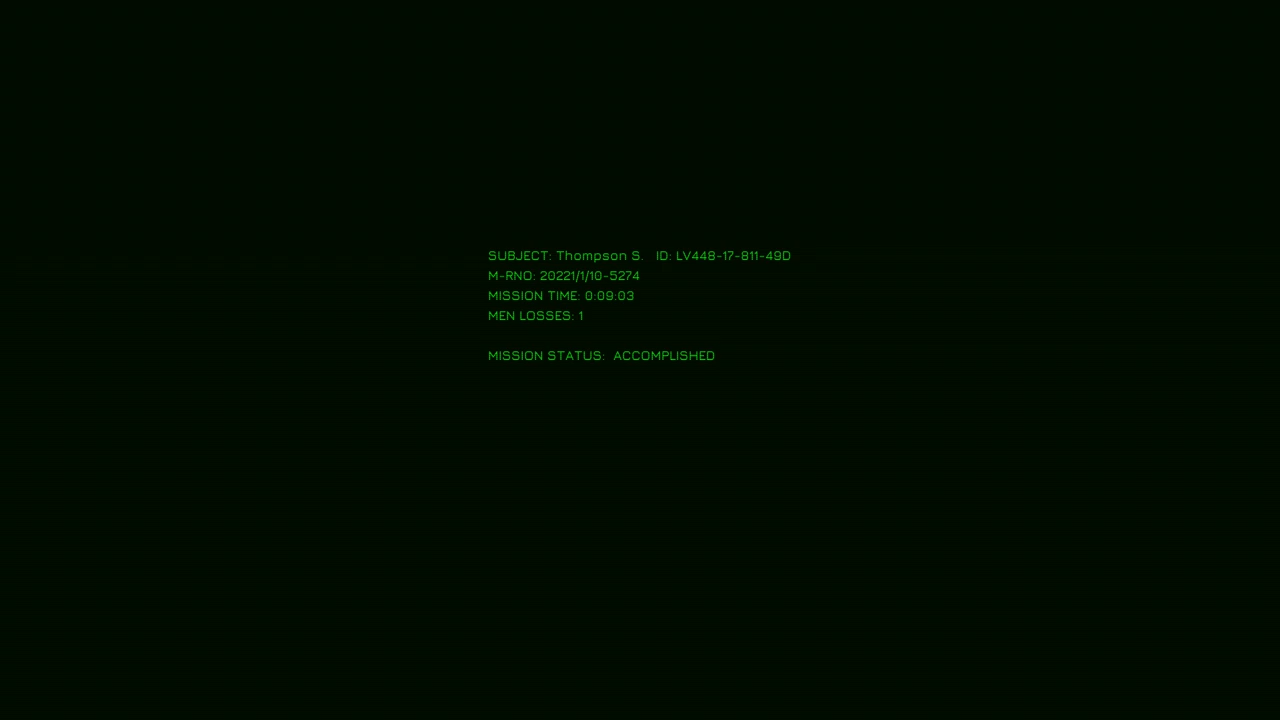 SUBJECT: Thompson S.   ID: LV448-17-811-49D
M-RNO: 20221/1/10-5274
MISSION TIME: 0:09:03
MEN LOSSES: 1
MISSION STATUS:  ACCOMPLISHED